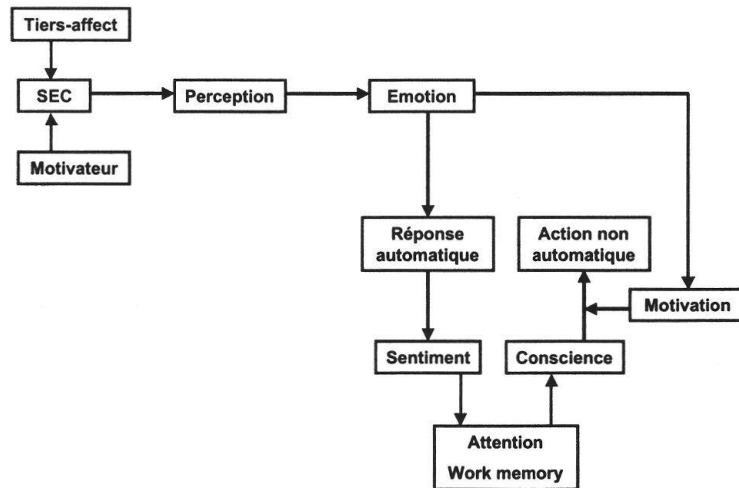 Tiers-affect
SEC
Perception
Emotion
Motivateur
Réponse
automatique
Action non
automatique
Motivation
Sentiment
Conscience
Attention
Work memory